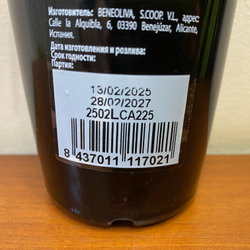 Изготовитель: BENEOLIVA, S.COOP. V.L., адрес:
Calle la Alquibla, 6, 03390 Benejúzar, Alicante,
Испания.
Дата изготовления и розлива:
Срок годности:
Партия:
13/02/2025
28/02/2027
2502LCA225
8 437011 117021 >